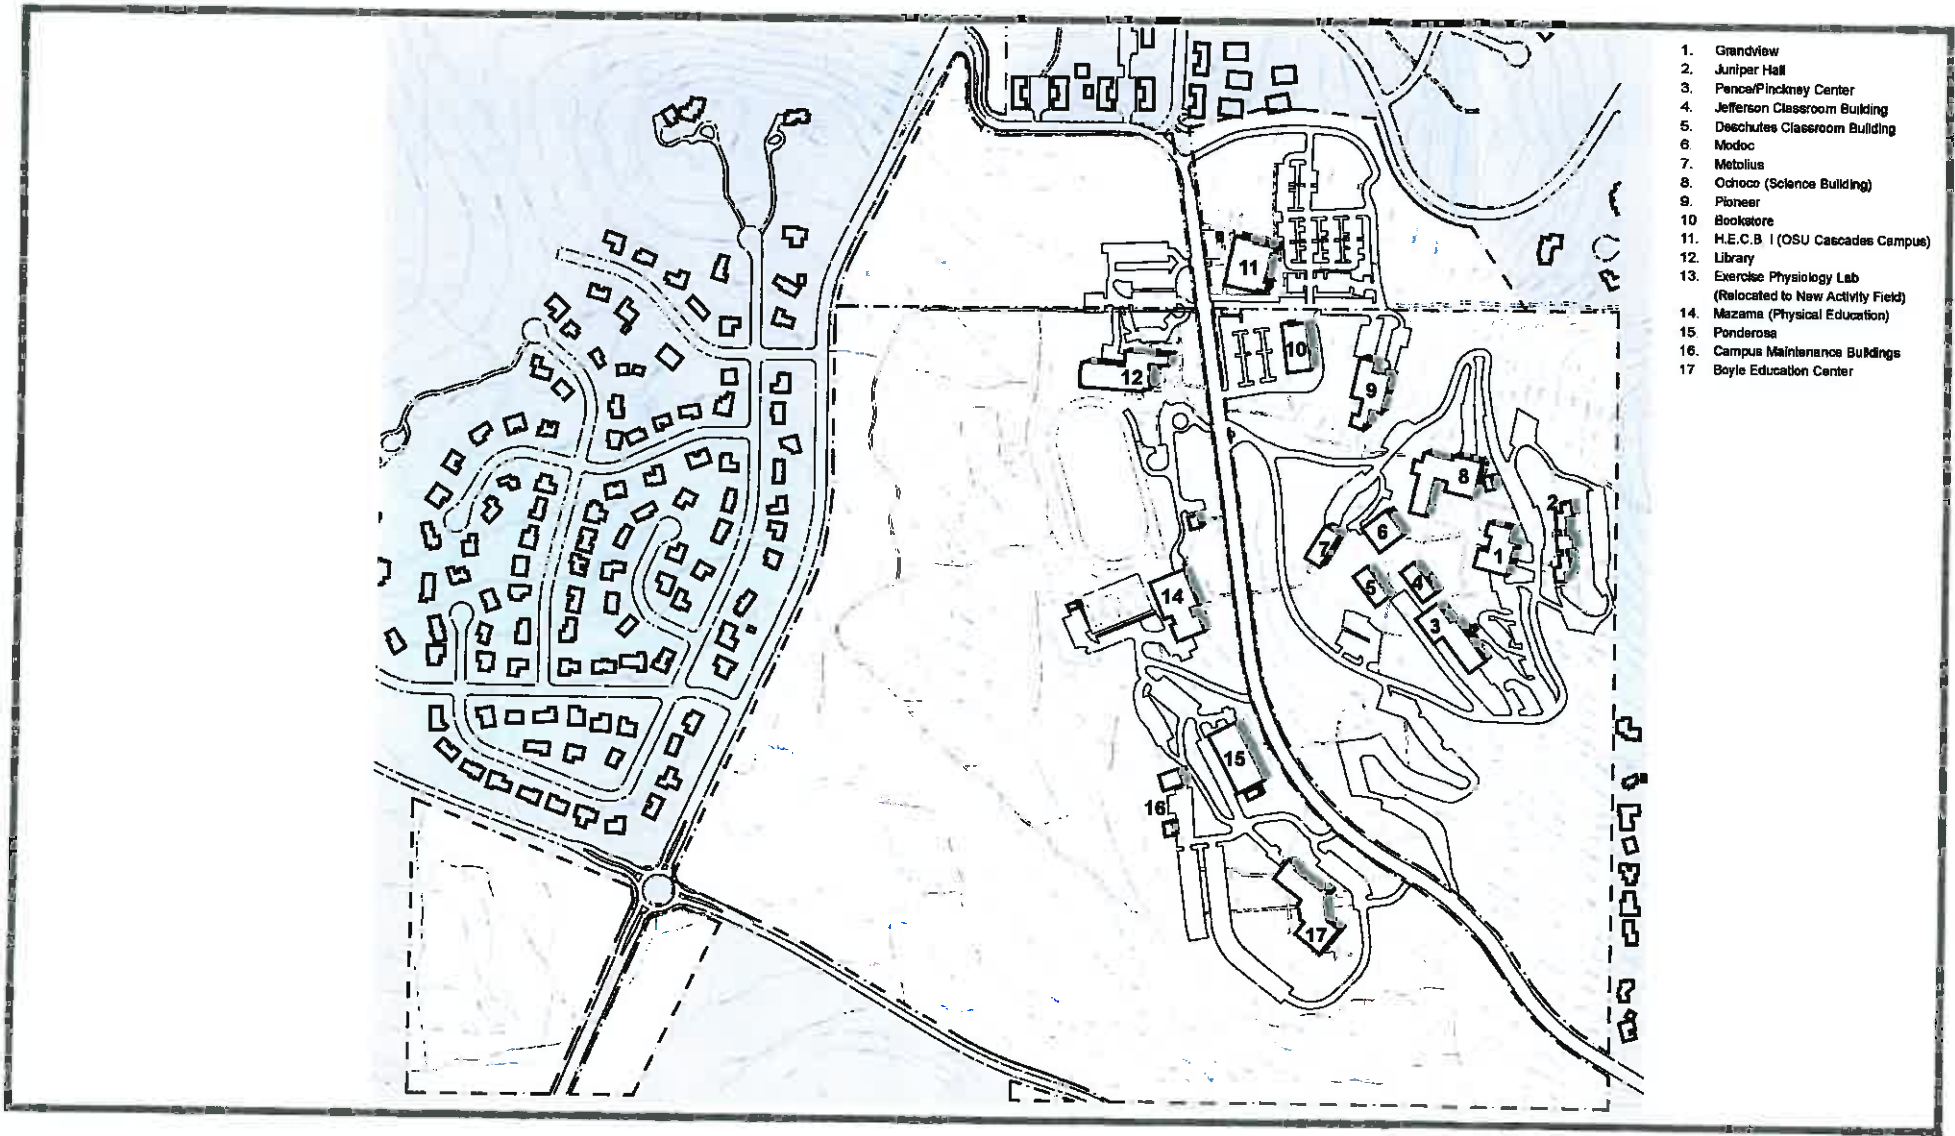 1. Grandview
2. Juniper Hall
3. Pence/Pinckney Center
4. Jefferson Classroom Building
5. Deschutes Classroom Building
6. Modoc
7. Metolius
8. Ochoco (Science Building)
9. Pioneer
10 Bookstore
11. H.E.C.B I (OSU Cascades Campus)
12. Library
13. Exercise Physiology Lab
(Relocated to New Activity Field)
14. Mazama (Physical Education)
15 Ponderosa
16. Campus Maintenance Buildings
17 Boyle Education Center
11
10
12
9
8
2
6
7
1
5
4
14
3
15
16
17